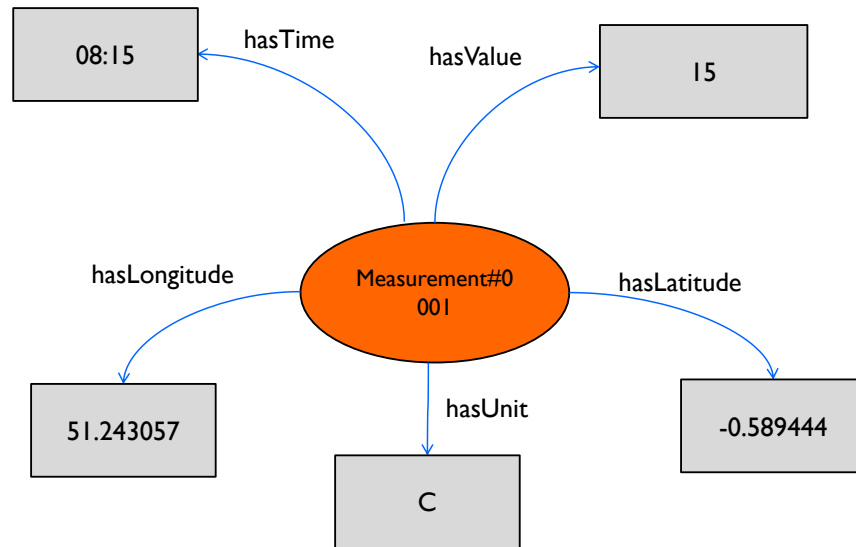 08:15
hasTime
hasValue
15
hasLongitude
Measurement#0
001
hasLatitude
51.243057
hasUnit
-0.589444
C